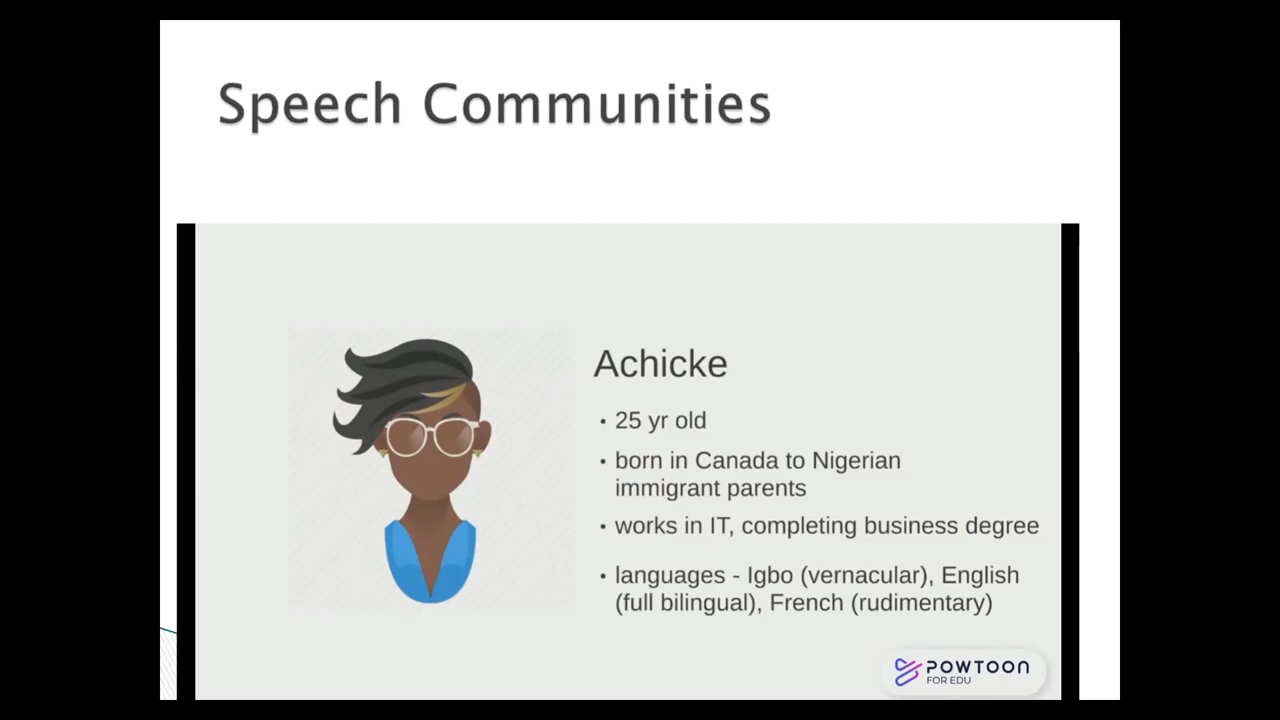 Speech Communities
Achicke
• 25 yr old
• born in Canada to Nigerian
immigrant parents
• works in IT, completing business degree
• languages - Igbo (vernacular), English
(full bilingual), French (rudimentary)
POWTOON
FOR EDU